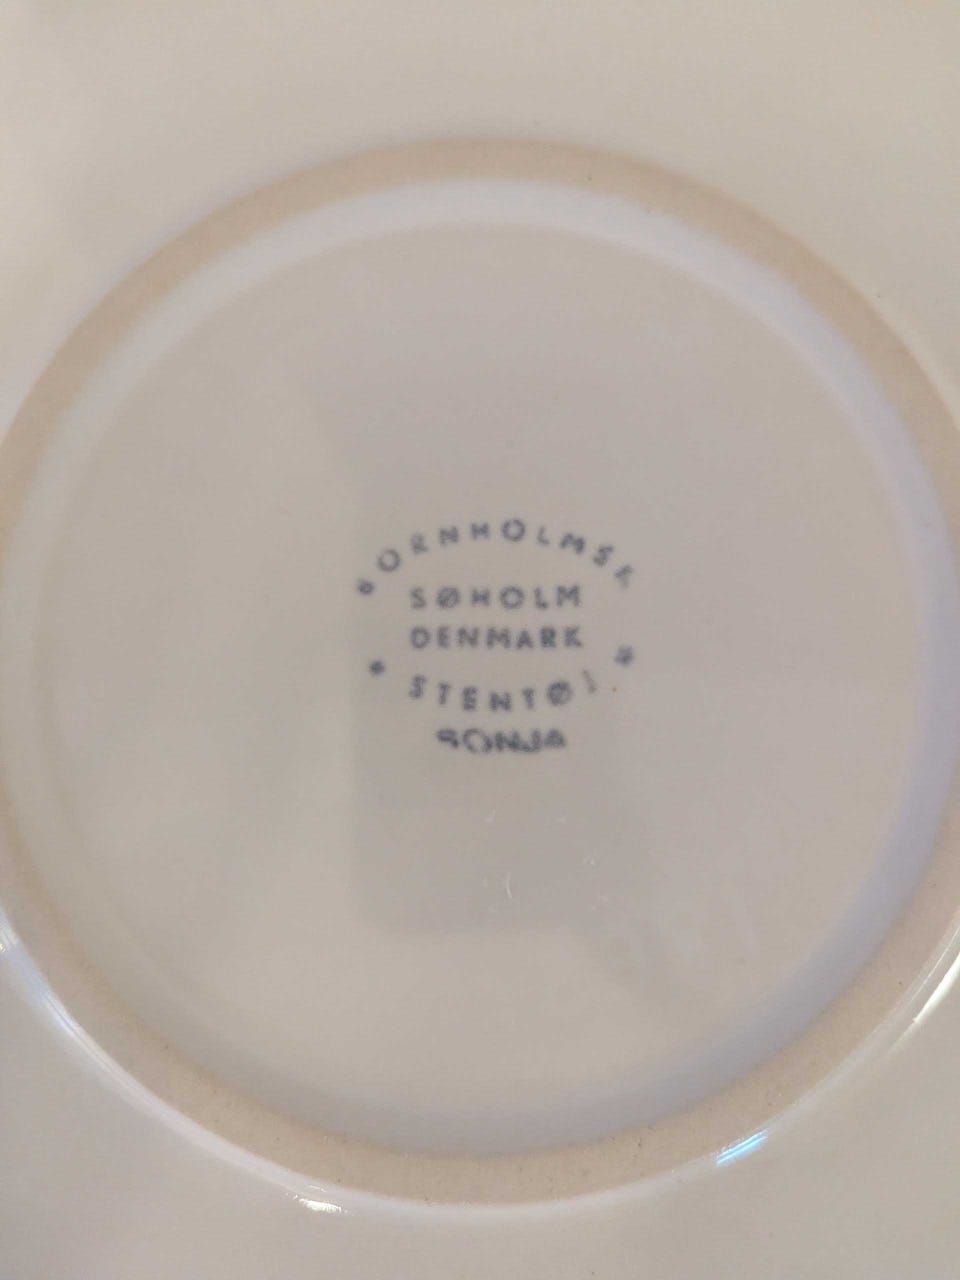 BORNHOLMSK
SØHOLM
DENMARK
* STENTØJ *
SONJA